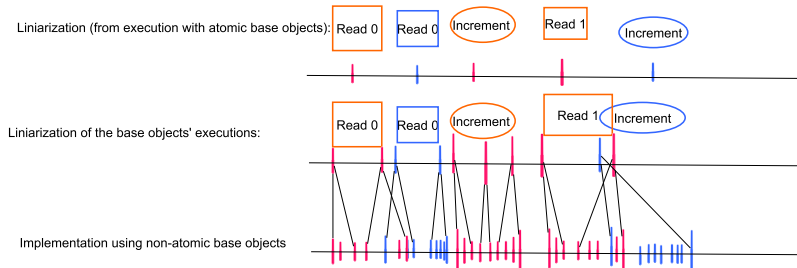 Liniarization (from execution with atomic base objects):
Read 0
Read 0
Increment
Read 1
Increment
Liniarization of the base objects' executions:
Read 0
Read 0
Increment
Read 1
Increment
Implementation using non-atomic base objects